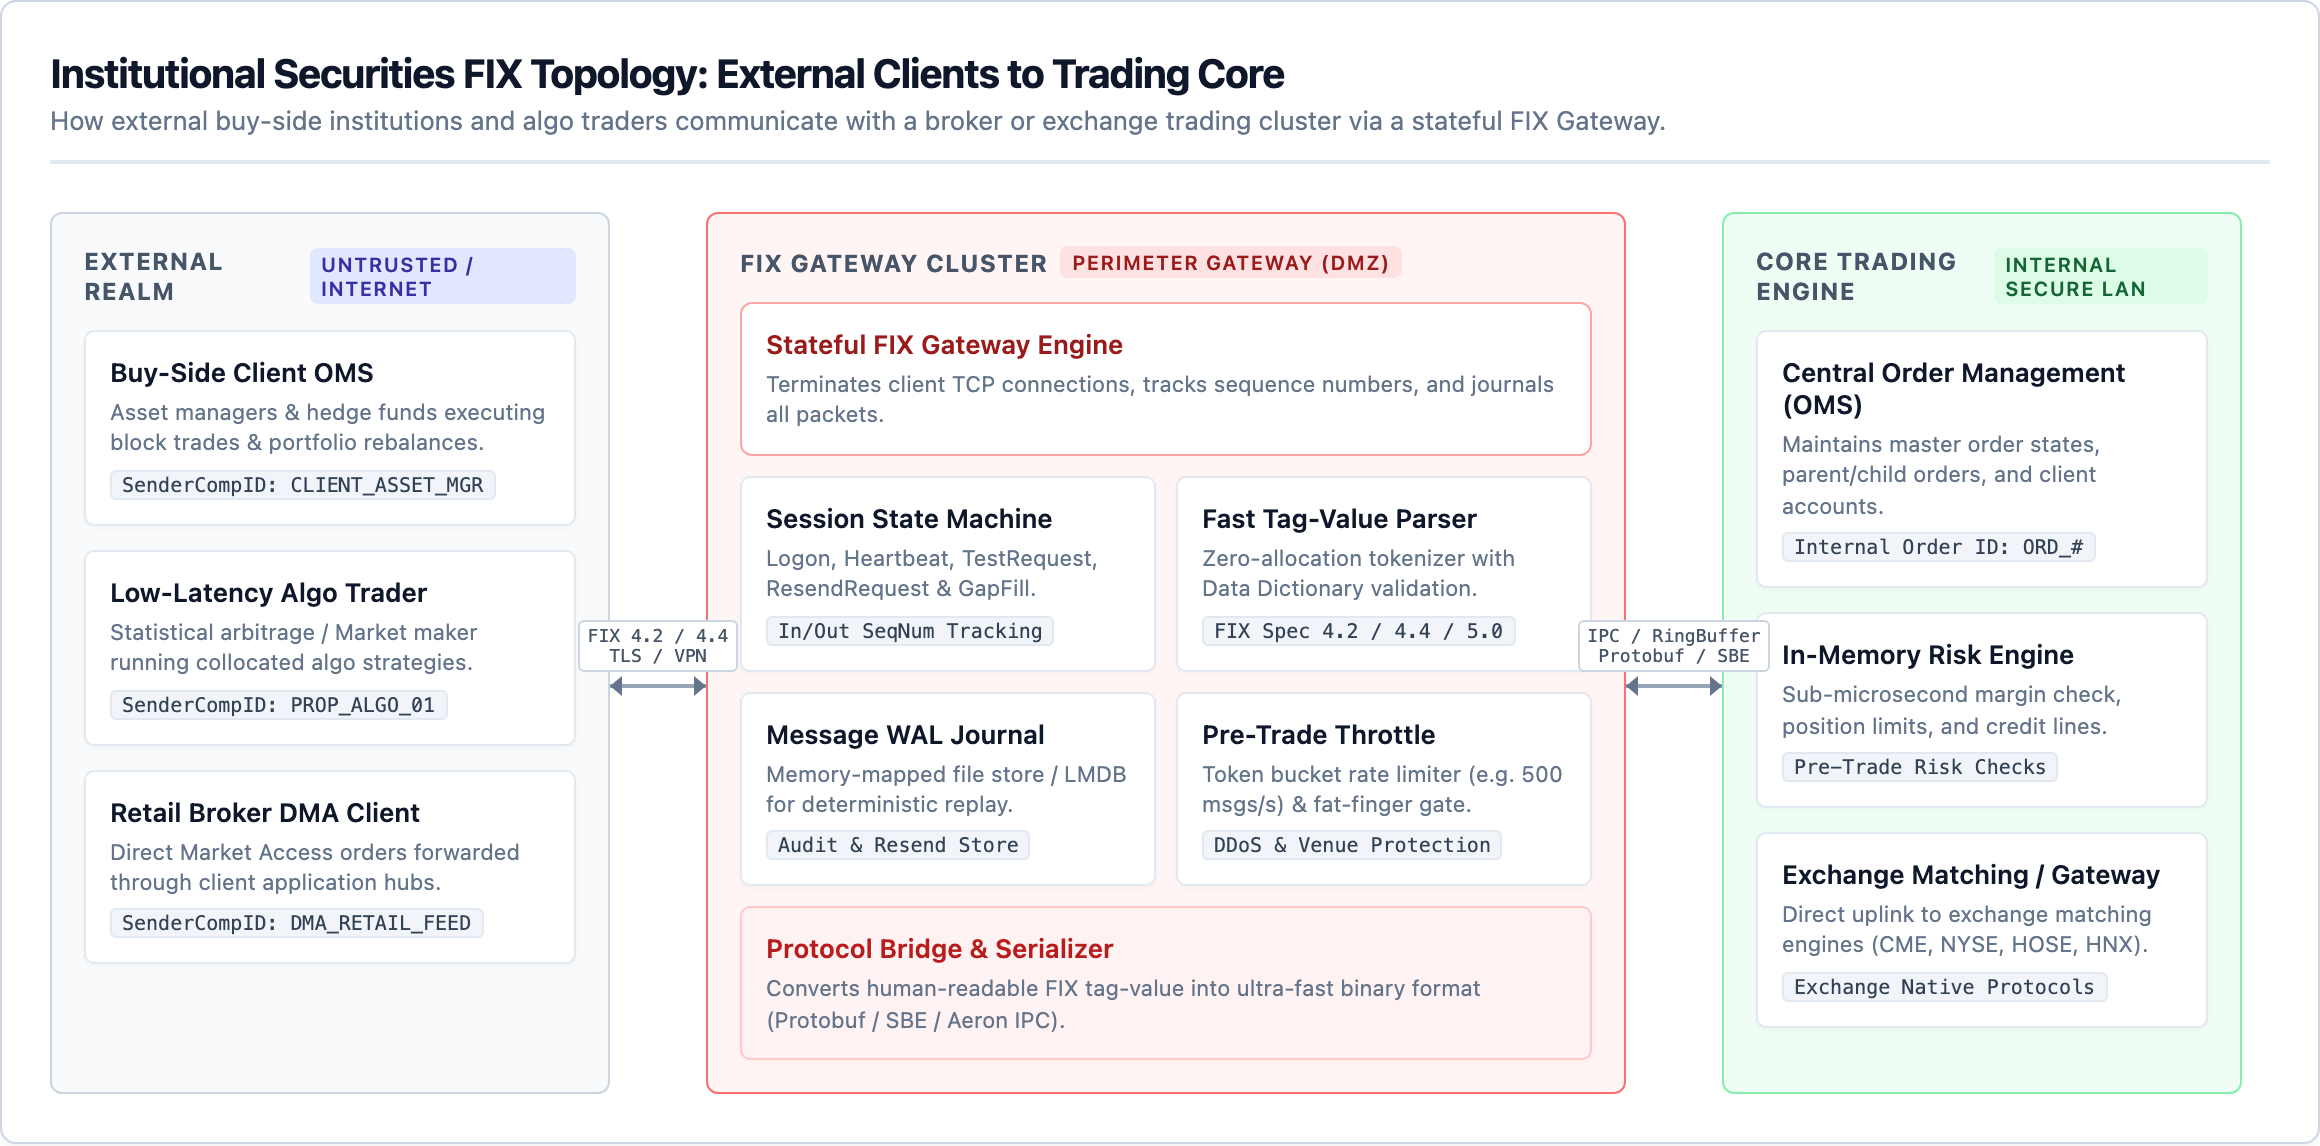 Institutional Securities FIX Topology: External Clients to Trading Core
How external buy-side institutions and algo traders communicate with a broker or exchange trading cluster via a stateful FIX Gateway.
EXTERNAL
REALM
UNTRUSTED /
INTERNET
Buy-Side Client OMS
Asset managers & hedge funds executing
block trades & portfolio rebalances.
SenderCompID: CLIENT_ASSET_MGR
Low-Latency Algo Trader
Statistical arbitrage / Market maker
running collocated algo strategies.
SenderCompID: PROP_ALGO_01
Retail Broker DMA Client
Direct Market Access orders forwarded
through client application hubs.
SenderCompID: DMA_RETAIL_FEED
FIX 4.2 / 4.4
TLS / VPN
FIX GATEWAY CLUSTER
PERIMETER GATEWAY (DMZ)
Stateful FIX Gateway Engine
Terminates client TCP connections, tracks sequence numbers, and journals
all packets.
Session State Machine
Logon, Heartbeat, TestRequest,
ResendRequest & GapFill.
In/Out SeqNum Tracking
Fast Tag-Value Parser
Zero-allocation tokenizer with
Data Dictionary validation.
FIX Spec 4.2 / 4.4 / 5.0
Message WAL Journal
Memory-mapped file store / LMDB
for deterministic replay.
Audit & Resend Store
Pre-Trade Throttle
Token bucket rate limiter (e.g. 500
msgs/s) & fat-finger gate.
DDoS & Venue Protection
Protocol Bridge & Serializer
Converts human-readable FIX tag-value into ultra-fast binary format
(Protobuf / SBE / Aeron IPC).
IPC / RingBuffer
Protobuf / SBE
CORE TRADING
ENGINE
INTERNAL
SECURE LAN
Central Order Management
(OMS)
Maintains master order states,
parent/child orders, and client
accounts.
Internal Order ID: ORD_#
In-Memory Risk Engine
Sub-microsecond margin check,
position limits, and credit lines.
Pre-Trade Risk Checks
Exchange Matching / Gateway
Direct uplink to exchange matching
engines (CME, NYSE, HOSE, HNX).
Exchange Native Protocols